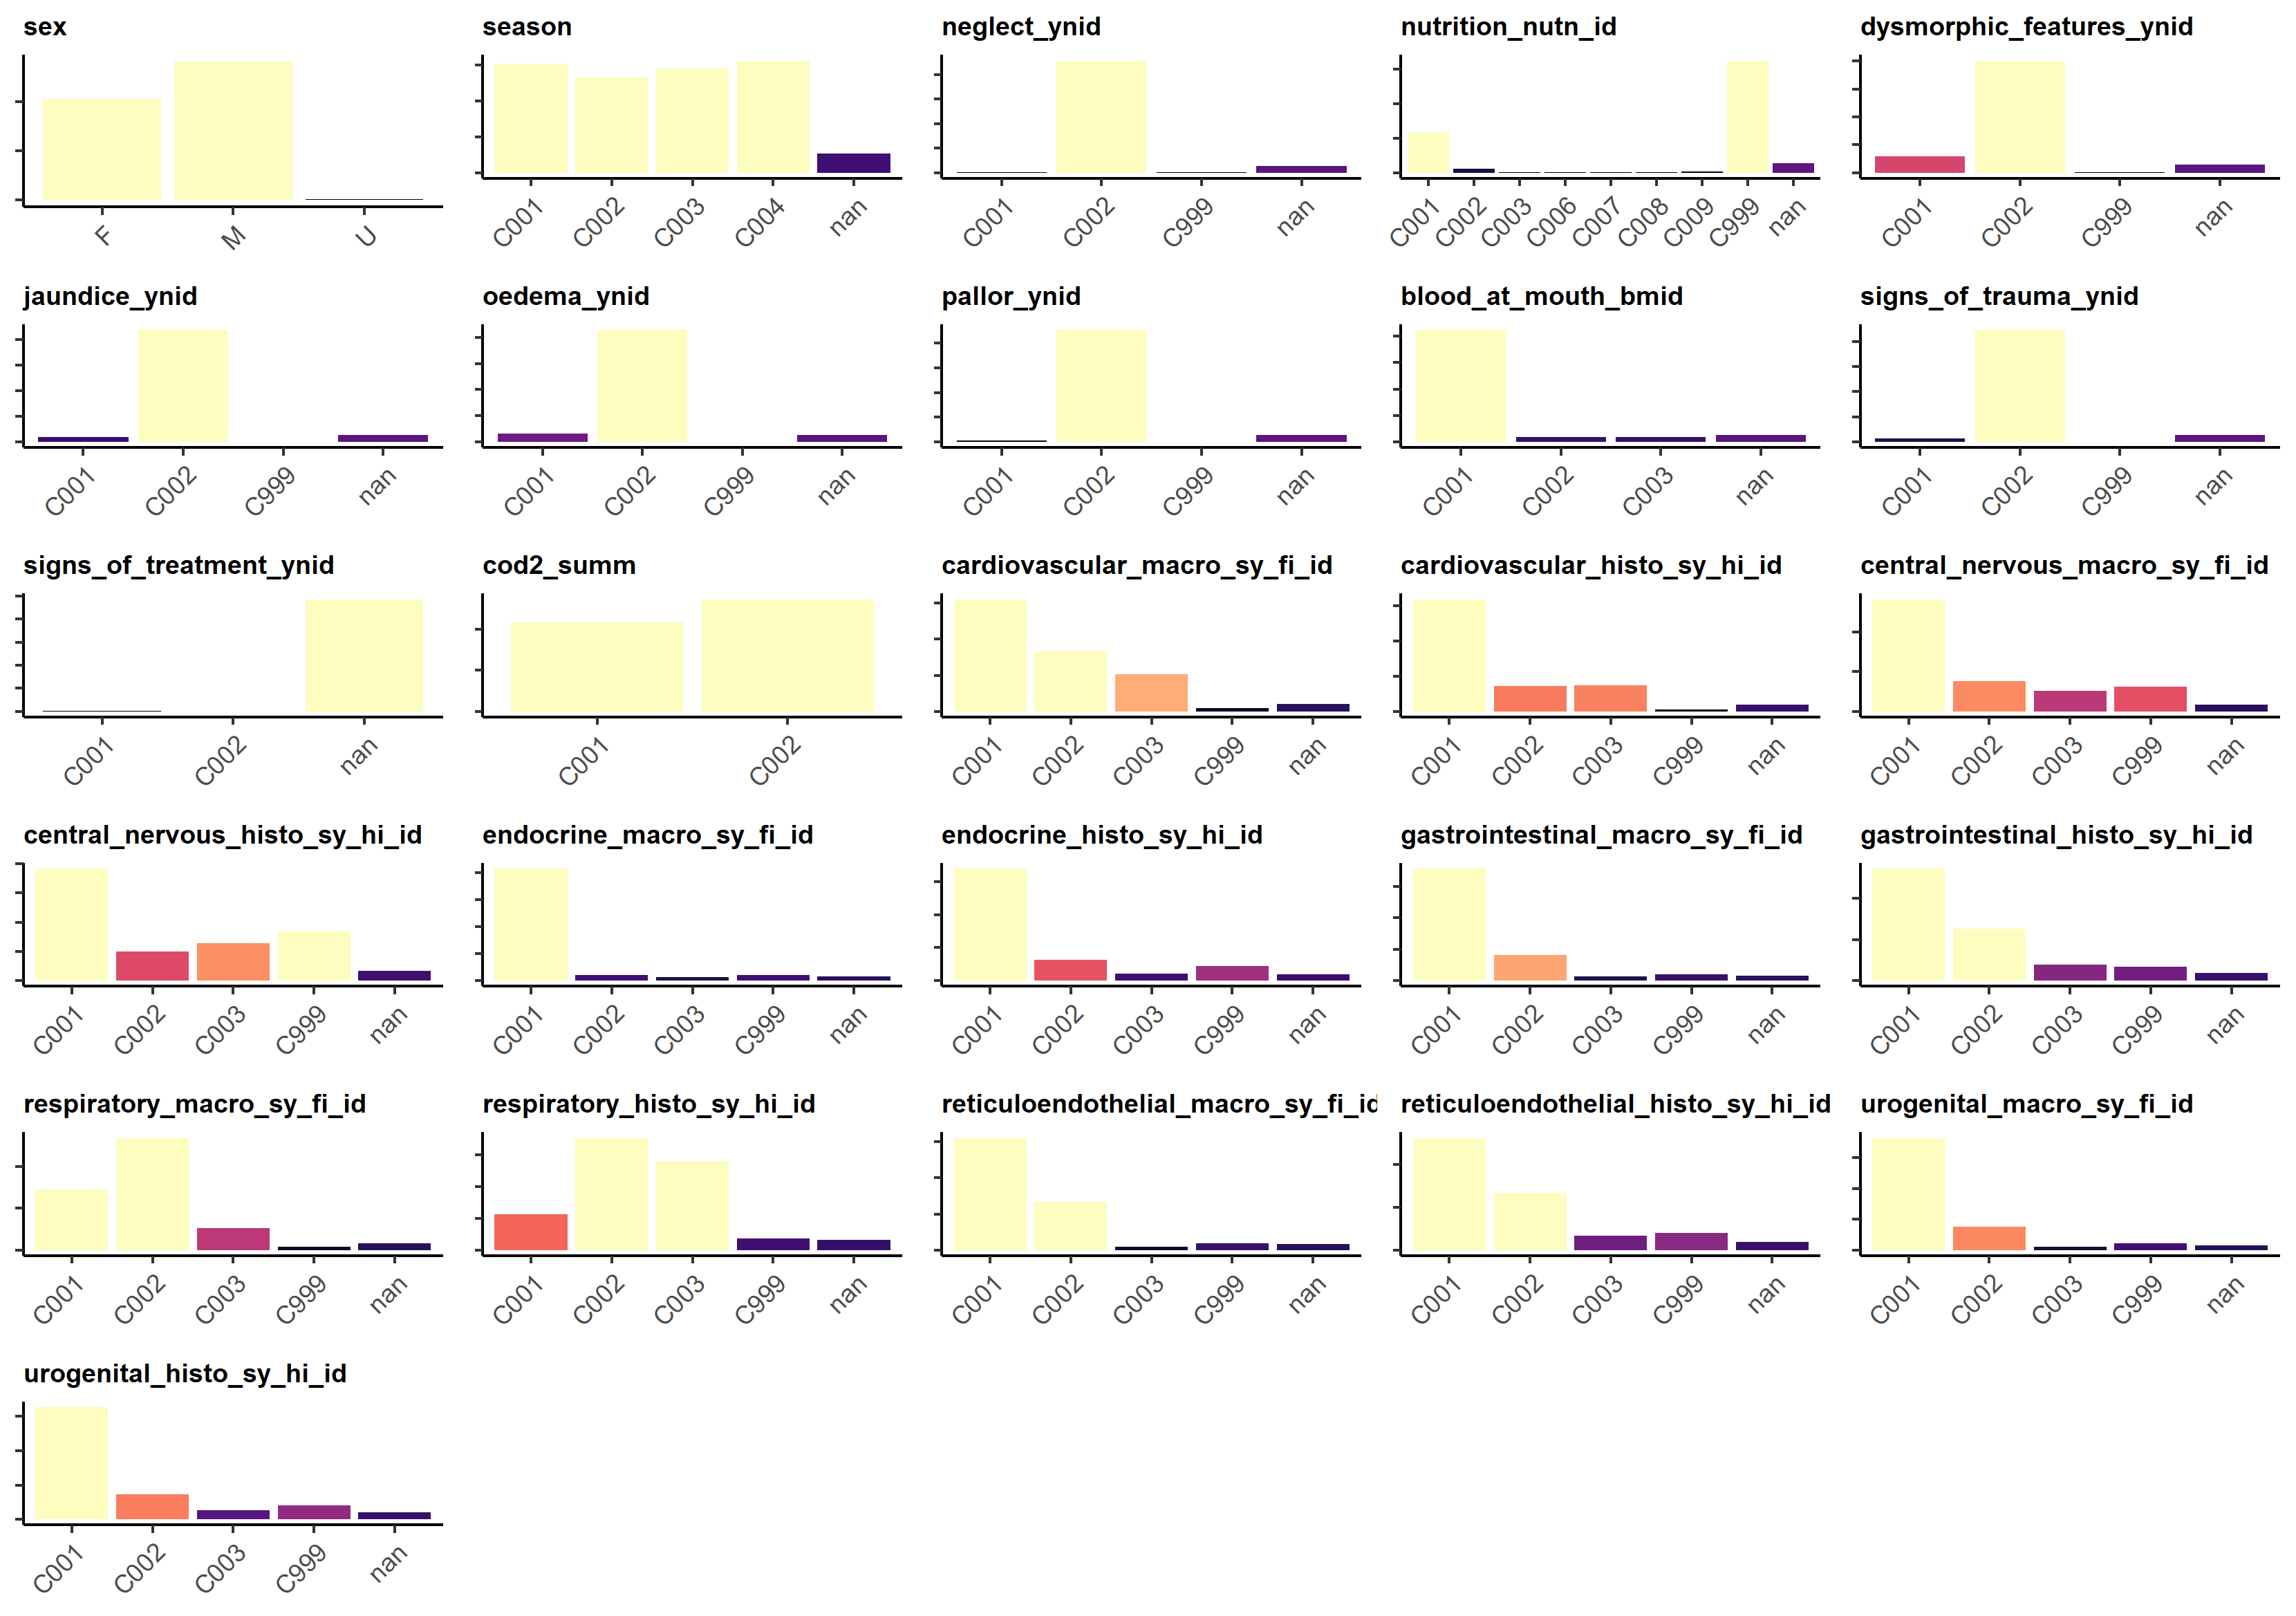 sex
season
neglect_ynid
nutrition_nutn_id
dysmorphic_features_ynid
F M U
C001 C002 C003 C004 nan
C001 C002 C999 nan
C001 C002 C003 C006 C007 C008 C009 C999 nan
C001 C002 C999 nan
jaundice_ynid
oedema_ynid
pallor_ynid
blood_at_mouth_bmid
signs_of_trauma_ynid
C001 C002 C999 nan
C001 C002 C999 nan
C001 C002 C999 nan
C001 C002 C003 nan
C001 C002 C999 nan
signs_of_treatment_ynid
cod2_summ
cardiovascular_macro_sy_fi_id
cardiovascular_histo_sy_hi_id
central_nervous_macro_sy_fi_id
C001 C002 nan
C001 C002
C001 C002 C003 C999 nan
C001 C002 C003 C999 nan
C001 C002 C003 C999 nan
central_nervous_histo_sy_hi_id
endocrine_macro_sy_fi_id
endocrine_histo_sy_hi_id
gastrointestinal_macro_sy_fi_id
gastrointestinal_histo_sy_hi_id
C001 C002 C003 C999 nan
C001 C002 C003 C999 nan
C001 C002 C003 C999 nan
C001 C002 C003 C999 nan
C001 C002 C003 C999 nan
respiratory_macro_sy_fi_id
respiratory_histo_sy_hi_id
reticuloendothelial_macro_sy_fi_id
reticuloendothelial_histo_sy_hi_id
urogenital_macro_sy_fi_id
C001 C002 C003 C999 nan
C001 C002 C003 C999 nan
C001 C002 C003 C999 nan
C001 C002 C003 C999 nan
C001 C002 C003 C999 nan
urogenital_histo_sy_hi_id
C001 C002 C003 C999 nan